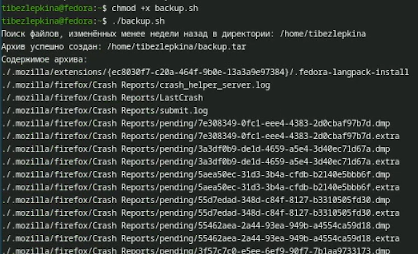 tibezlepkina@fedora:~$ chmod +x backup.sh
tibezlepkina@fedora:~$ ./backup.sh
Поиск файлов, изменённых менее недели назад в директории: /home/tibezlepkina
Архив успешно создан: /home/tibezlepkina/backup.tar
Содержимое архива:
./.mozilla/extensions/{ec8030f7-c20a-464f-9b0e-13a3a9e97384}/.fedora-langpack-install
./.mozilla/firefox/Crash Reports/crash_helper_server.log
./.mozilla/firefox/Crash Reports/LastCrash
./.mozilla/firefox/Crash Reports/submit.log
./.mozilla/firefox/Crash Reports/pending/7e308349-0fc1-eee4-4383-2d0cbaf97b7d.dmp
./.mozilla/firefox/Crash Reports/pending/7e308349-0fc1-eee4-4383-2d0cbaf97b7d.extra
./.mozilla/firefox/Crash Reports/pending/3a3df0b9-de1d-4659-a5e4-3d40ec71d67a.dmp
./.mozilla/firefox/Crash Reports/pending/3a3df0b9-de1d-4659-a5e4-3d40ec71d67a.extra
./.mozilla/firefox/Crash Reports/pending/5aea50ec-31d3-3b4a-cfdb-b2140e5bbb6f.dmp
./.mozilla/firefox/Crash Reports/pending/5aea50ec-31d3-3b4a-cfdb-b2140e5bbb6f.extra
./.mozilla/firefox/Crash Reports/pending/55d7edad-348d-c84f-8127-b3310505fd30.dmp
./.mozilla/firefox/Crash Reports/pending/55d7edad-348d-c84f-8127-b3310505fd30.extra
./.mozilla/firefox/Crash Reports/pending/55462aea-2a44-93ea-949b-a4554ca59d18.dmp
./.mozilla/firefox/Crash Reports/pending/55462aea-2a44-93ea-949b-a4554ca59d18.extra
./.mozilla/firefox/Crash Reports/pending/3f57c7c0-e5ee-6ef9-90f7-7b1aa9733173.dmp